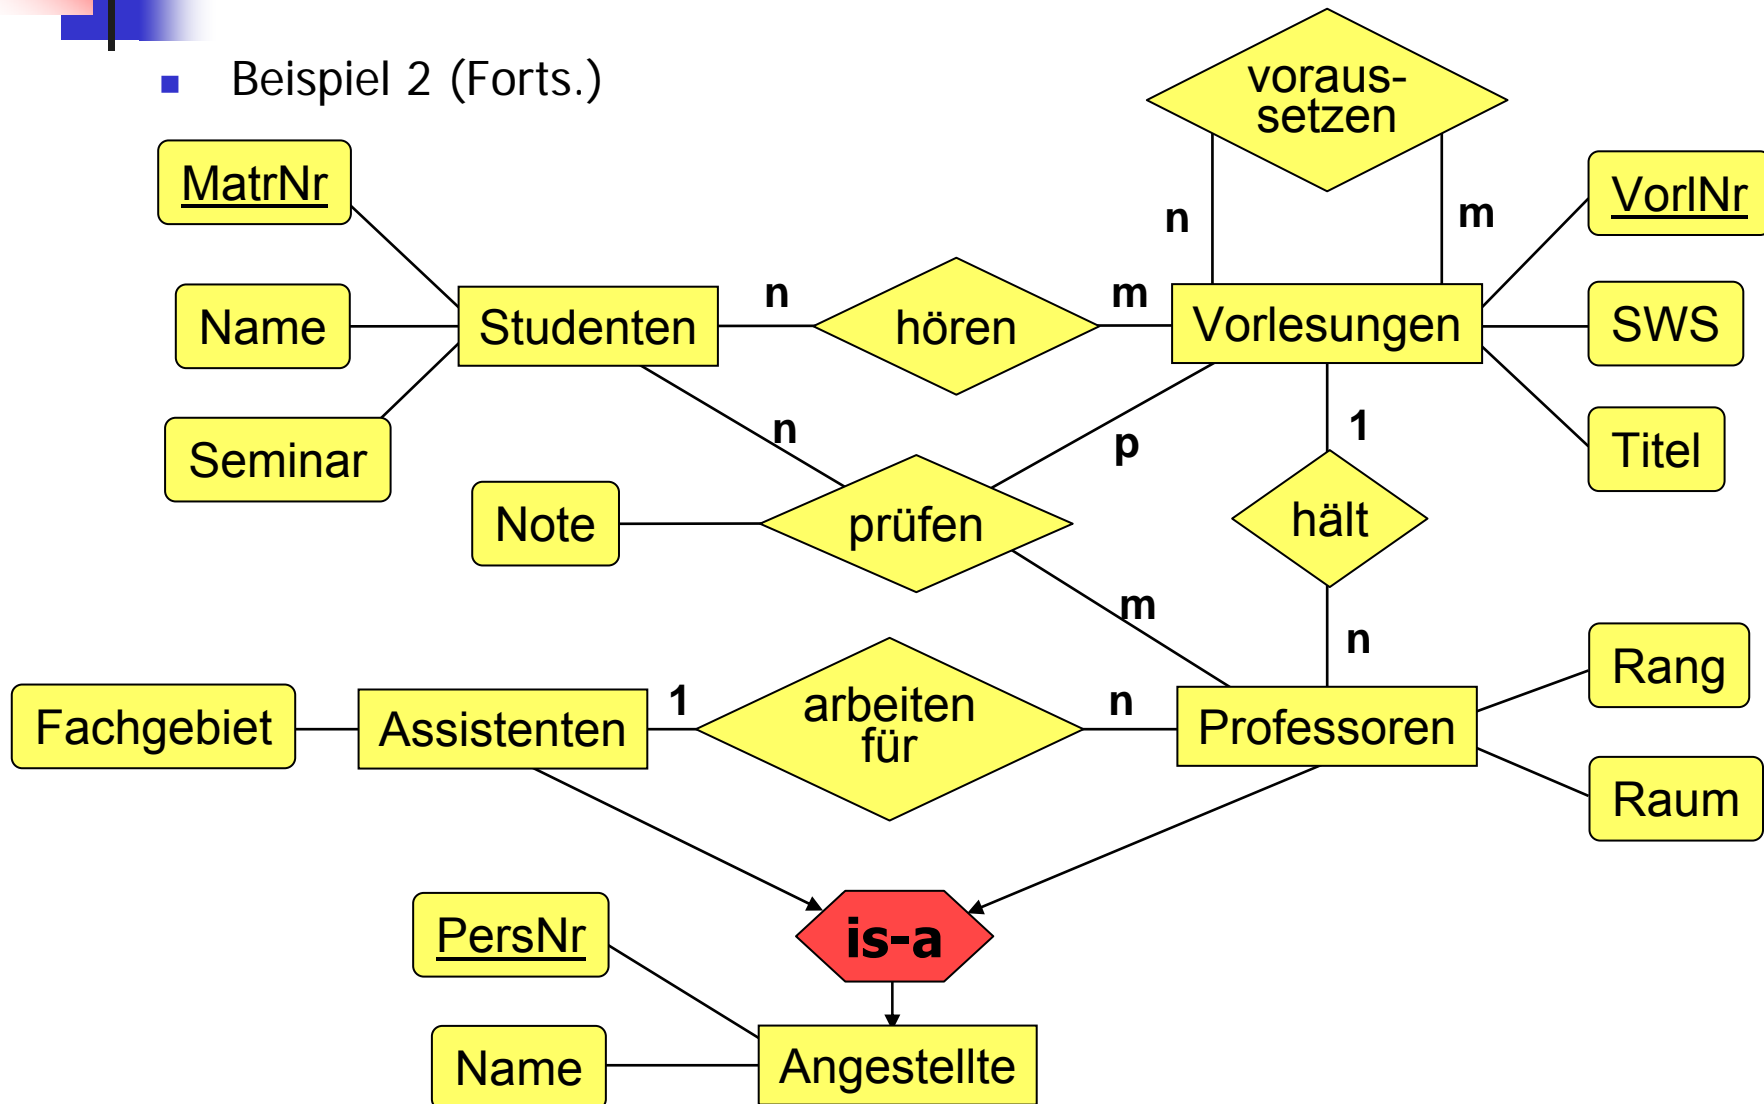 Beispiel 2 (Forts.)
voraus-
setzen
MatrNr
VorlNr
n
m
Name
Studenten
n
hören
m
Vorlesungen
SWS
Seminar
n
p
1
Titel
Note
prüfen
hält
m
n
Rang
Fachgebiet
Assistenten
1
arbeiten
für
n
Professoren
Raum
is-a
PersNr
Name
Angestellte